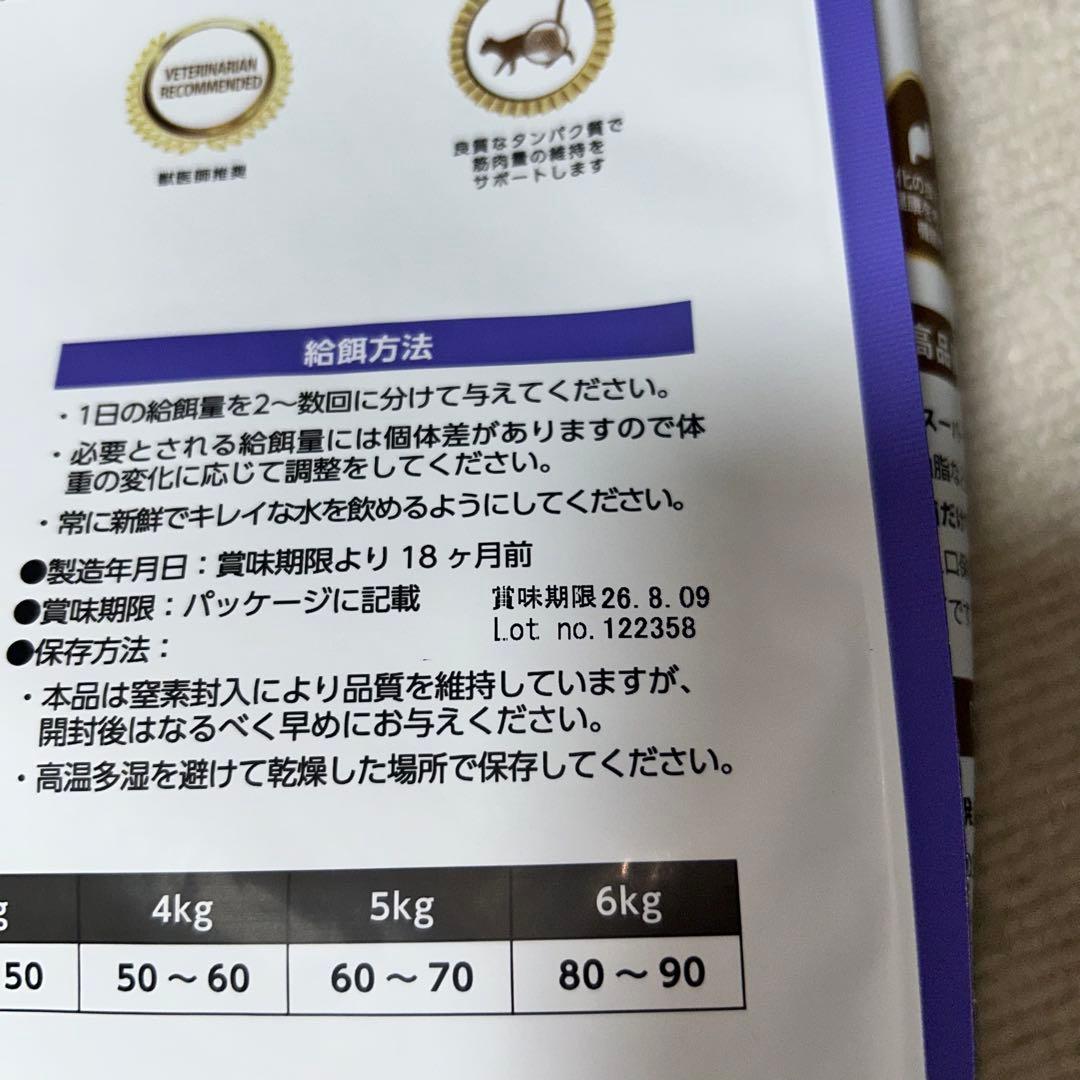 VETERINARIAN
RECOMMENDED
獣医師推奨
良質なタンパク質で
筋肉量の維持を
サポートします
給餌方法
・1日の給餌量を2〜数回に分けて与えてください。
・必要とされる給餌量には個体差がありますので体
重の変化に応じて調整をしてください。
・常に新鮮でキレイな水を飲めるようにしてください。
●製造年月日：賞味期限より 18 ヶ月前
●賞味期限：パッケージに記載
賞味期限26.8.09
Lot no.122358
●保存方法：
・本品は窒素封入により品質を維持していますが、
開封後はなるべく早めにお与えください。
・高温多湿を避けて乾燥した場所で保存してください。
g 4kg 5kg 6kg
50 50〜60 60〜70 80〜90
高品
スーパー
だけ